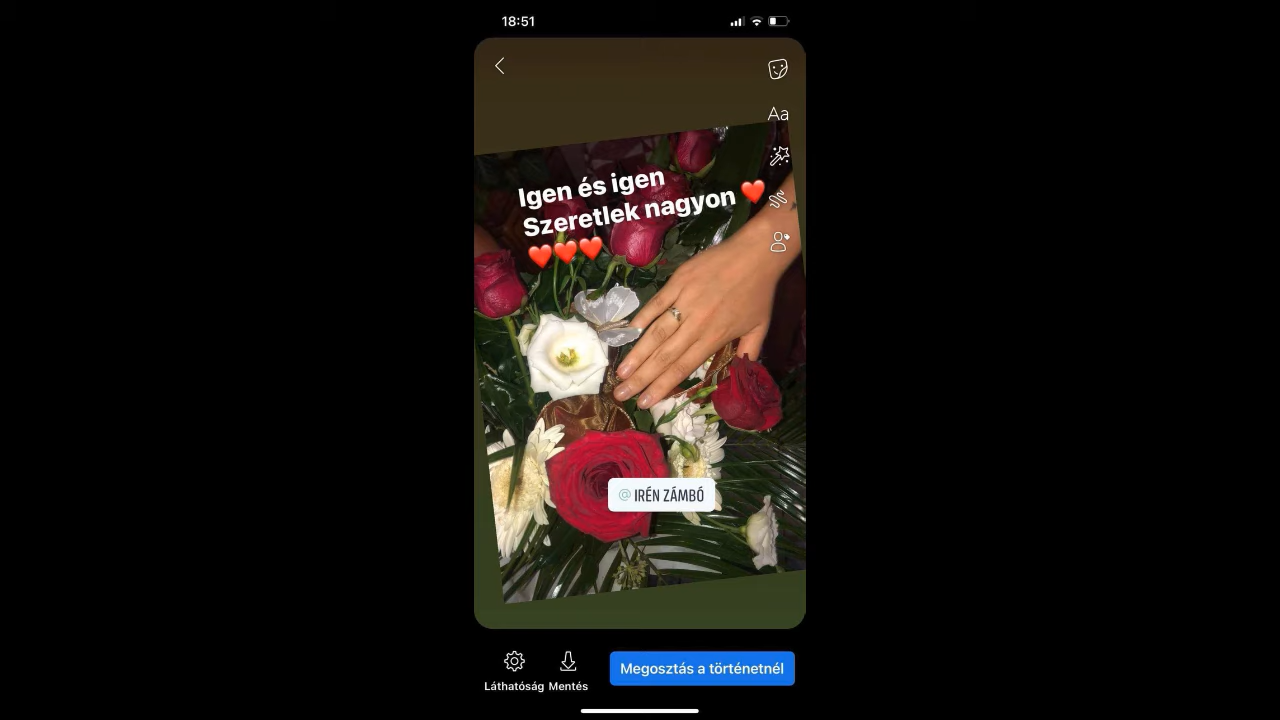 18:51
Aa
Igen és igen
Szeretlek nagyon ❤️
❤️❤️❤️
@IRÉN ZÁMBÓ
Láthatóság Mentés
Megosztás a történetnél